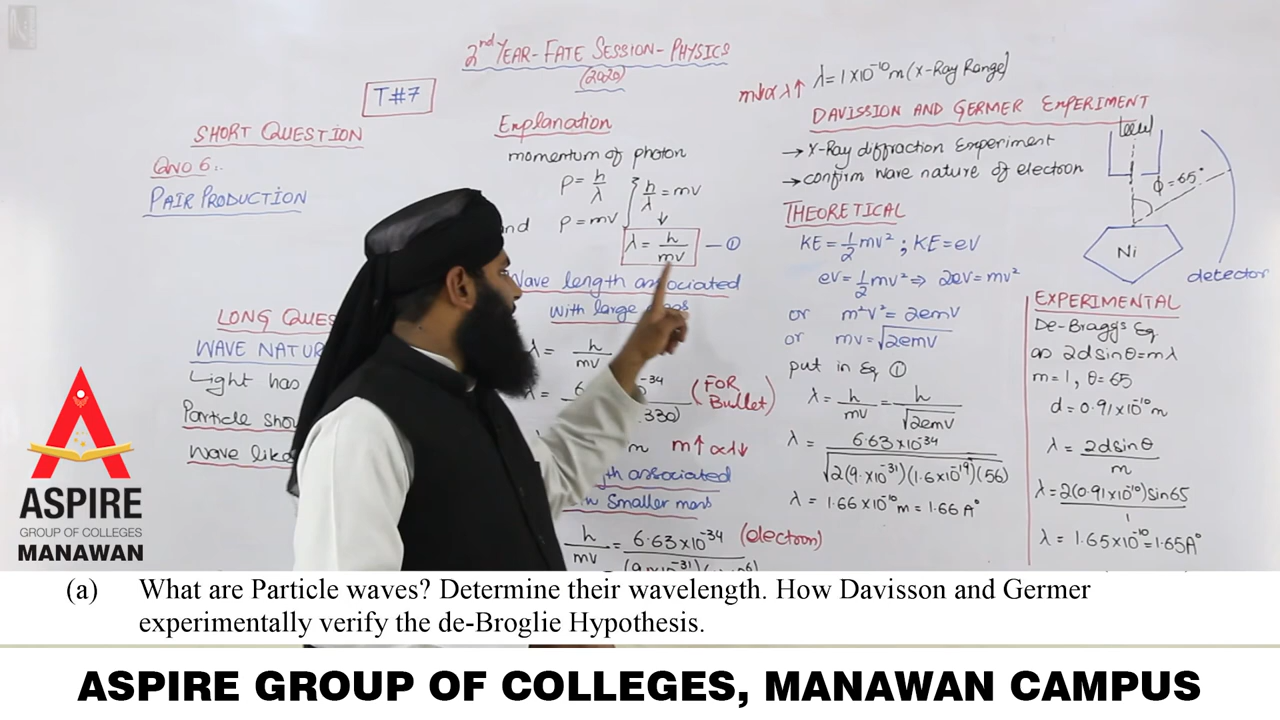 2nd YEAR-FATE SESSION-PHYSICS
(2020)
T#7
SHORT QUESTION
QNO 6:.
PAIR PRODUCTION
LONG QUES
WAVE NATUR
Light has
Particle sho
Wave lik
Explanation
momentum of photon
P = h/λ
h/λ = mv
and P = mv
λ = h/mv —①
Wave length associated
with large
λ = h/mv
(FOR Bullet)
m↑ αλ↓
associated
Smaller mass
h/mv = 6.63×10⁻³⁴
(electron)
m↓α λ↑ λ=1×10⁻¹⁰m (X-Ray Range)
DAVISSION AND GERMER EXPERIMENT
→ X-Ray diffraction Experiment
→ confirm wave nature of electron
ϕ=65°
Ni
detector
THEORETICAL
KE=½mv² ; KE=eV
eV=½mv² ⇒ 2eV=mv²
or m²V²=2emV
or mv=√2emV
put in Eq ①
λ = h/mv = h/√2emV
λ = 6.63×10⁻³⁴/√2(9.×10⁻³¹)(1.6×10⁻¹⁹)(56)
λ = 1.66×10⁻¹⁰m = 1.66 A°
EXPERIMENTAL
De-Bragg's Eq
as 2dsinθ=mλ
m=1, θ=65
d=0.91×10⁻¹⁰m
λ = 2dsinθ/m
λ = 2(0.91×10⁻¹⁰)sin65/1
λ = 1.65×10⁻¹⁰=1.65A°
ASPIRE
GROUP OF COLLEGES
MANAWAN
(a) What are Particle waves? Determine their wavelength. How Davisson and Germer
experimentally verify the de-Broglie Hypothesis.
ASPIRE GROUP OF COLLEGES, MANAWAN CAMPUS